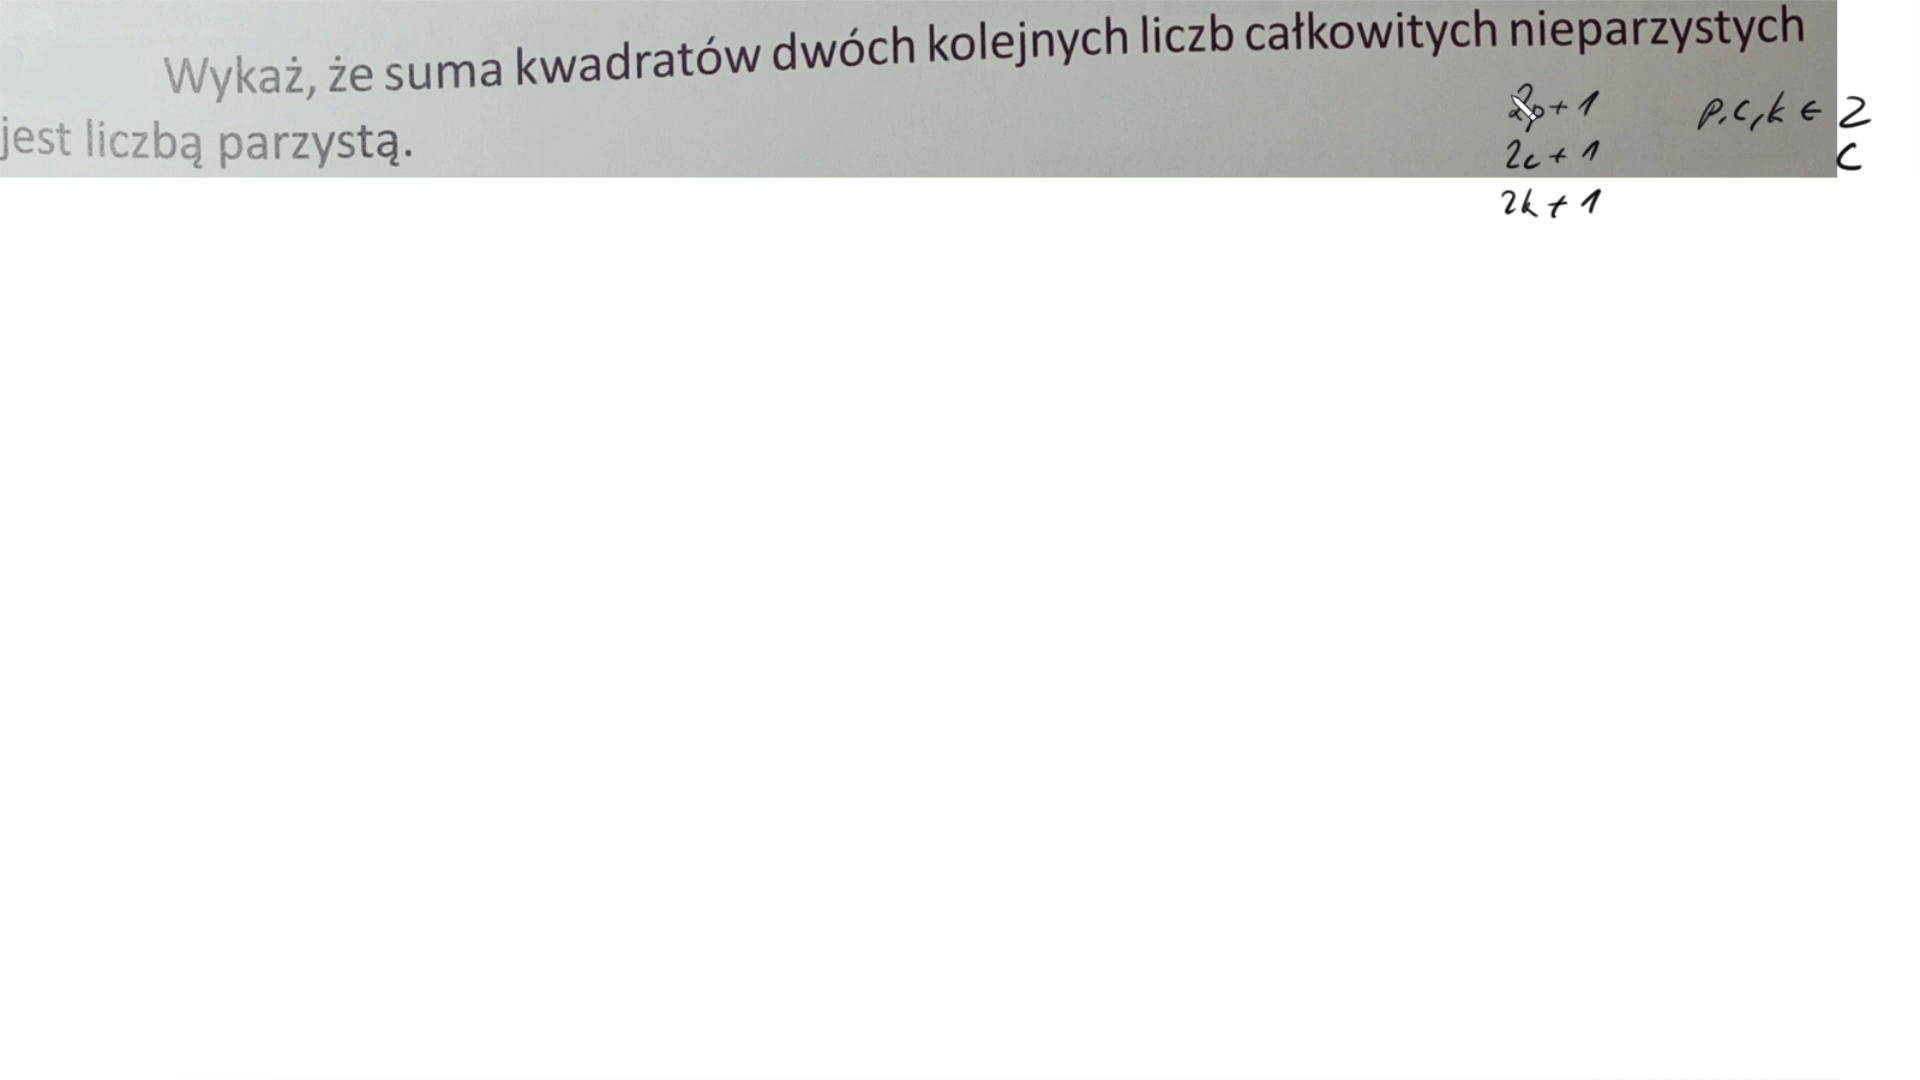 Wykaż, że suma kwadratów dwóch kolejnych liczb całkowitych nieparzystych
jest liczbą parzystą.
2p+1 p,c,k ∈ Z
2c+1 C
2k+1